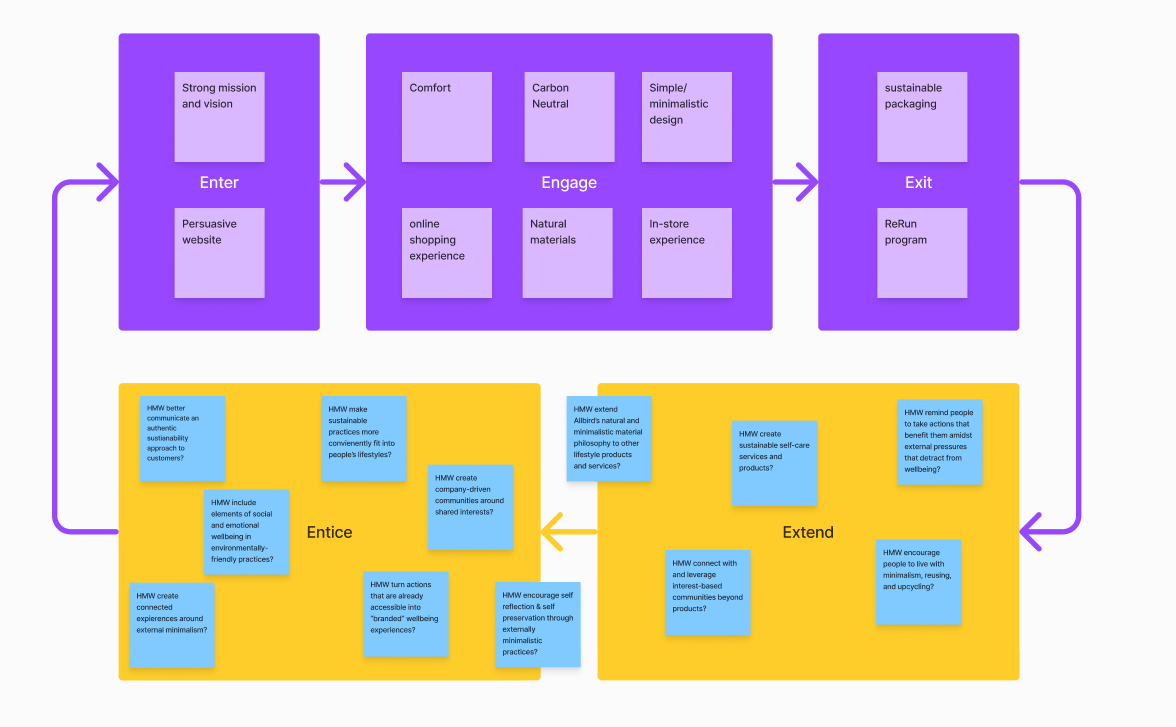 Strong mission
and vision
Enter
Persuasive
website
Comfort
Carbon
Neutral
Simple/
minimalistic
design
Engage
online
shopping
experience
Natural
materials
In-store
experience
sustainable
packaging
Exit
ReRun
program
HMW better
communicate an
authentic
sustianability
approach to
customers?
HMW make
sustainable
practices more
convienently fit into
people's lifestyles?
HMW create
company-driven
communities around
shared interests?
HMW include
elements of social
and emotional
wellbeing in
environmentally-
friendly practices?
Entice
HMW create
connected
expierences around
external minimalism?
HMW turn actions
that are already
accessible into
"branded" wellbeing
experiences?
HMW encourage self
reflection & self
preservation through
externally
minimalistic
practices?
HMW extend
Allbird's natural and
minimalistic material
philosophy to other
lifestyle products
and services?
HMW create
sustainable self-care
services and
products?
HMW remind people
to take actions that
benefit them amidst
external pressures
that detract from
wellbeing?
Extend
HMW connect with
and leverage
interest-based
communities beyond
products?
HMW encourage
people to live with
minimalism, reusing,
and upcycling?